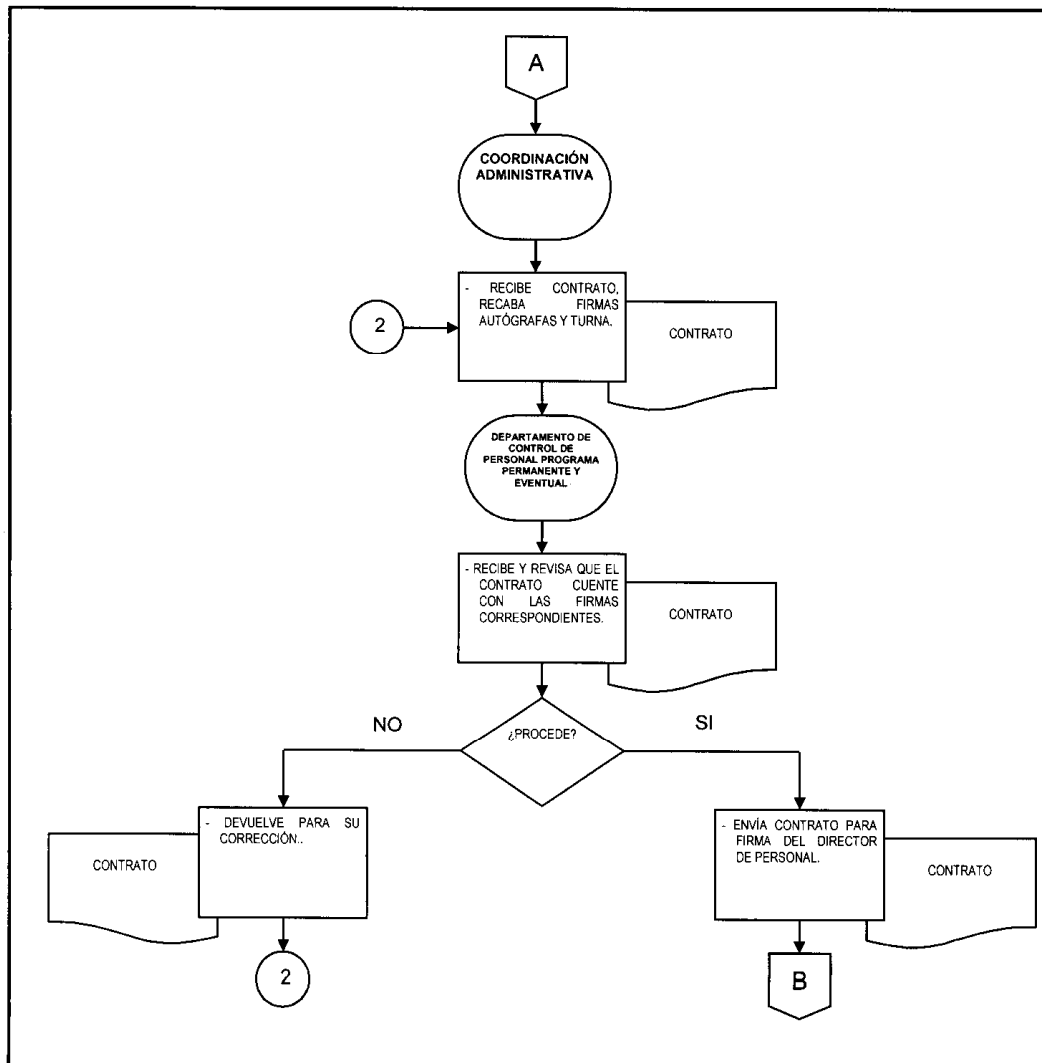 A
COORDINACIÓN
ADMINISTRATIVA
- RECIBE CONTRATO,
RECABA FIRMAS
AUTÓGRAFAS Y TURNA.
2
CONTRATO
DEPARTAMENTO DE
CONTROL DE
PERSONAL PROGRAMA
PERMANENTE Y
EVENTUAL
- RECIBE Y REVISA QUE EL
CONTRATO CUENTE
CON LAS FIRMAS
CORRESPONDIENTES.
CONTRATO
¿PROCEDE?
NO
SI
- DEVUELVE PARA SU
CORRECCIÓN..
CONTRATO
2
- ENVÍA CONTRATO PARA
FIRMA DEL DIRECTOR
DE PERSONAL.
CONTRATO
B